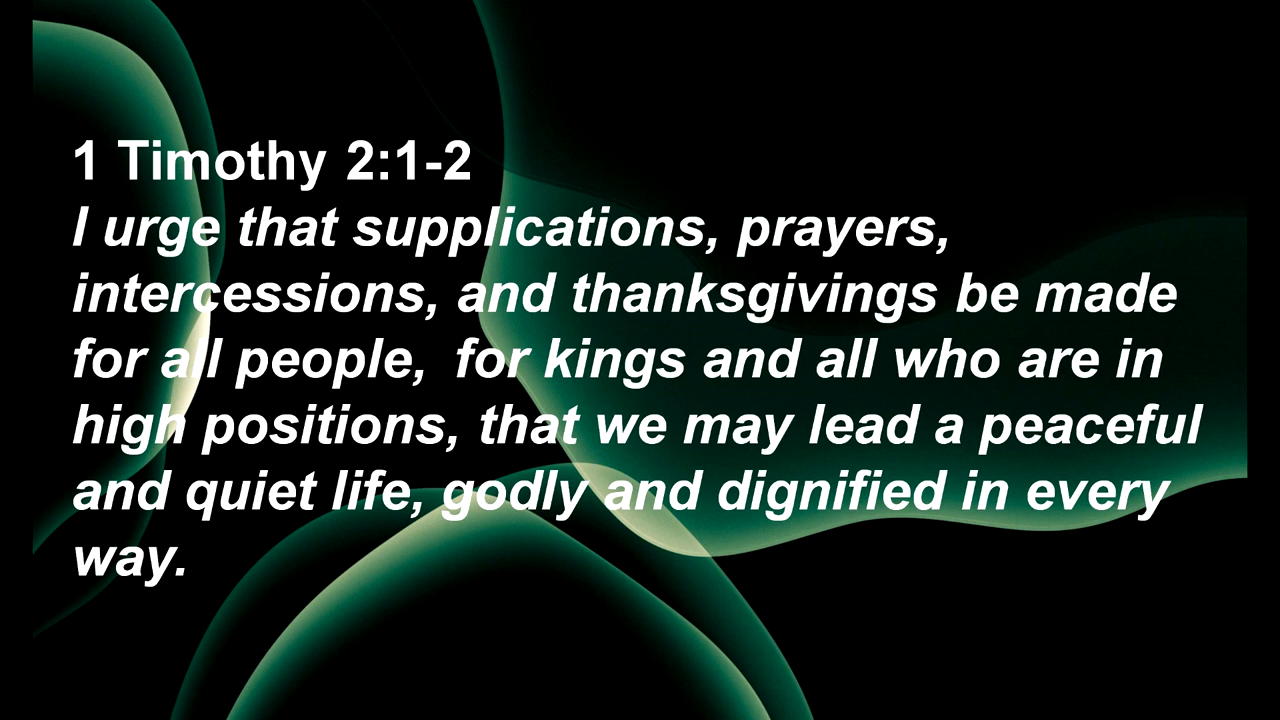 1 Timothy 2:1-2
I urge that supplications, prayers,
intercessions, and thanksgivings be made
for all people,  for kings and all who are in
high positions, that we may lead a peaceful
and quiet life, godly and dignified in every
way.